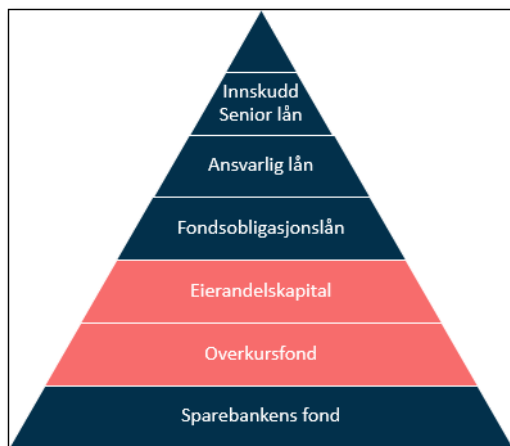 Innskudd
Senior lån
Ansvarlig lån
Fondsobligasjonslån
Eierandelskapital
Overkursfond
Sparebankens fond